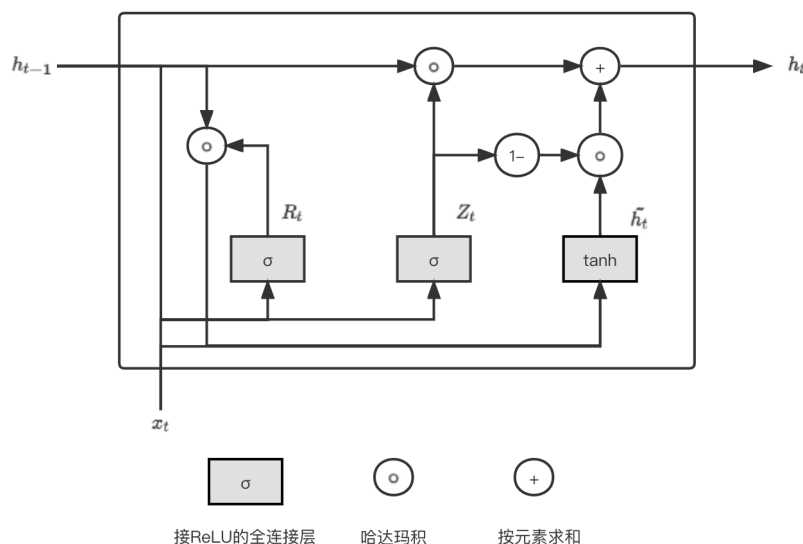 h_{t-1}
+
h_t
1-
R_t
Z_t
\tilde{h}_t
σ
σ
tanh
x_t
σ
+
接ReLU的全连接层
哈达玛积
按元素求和